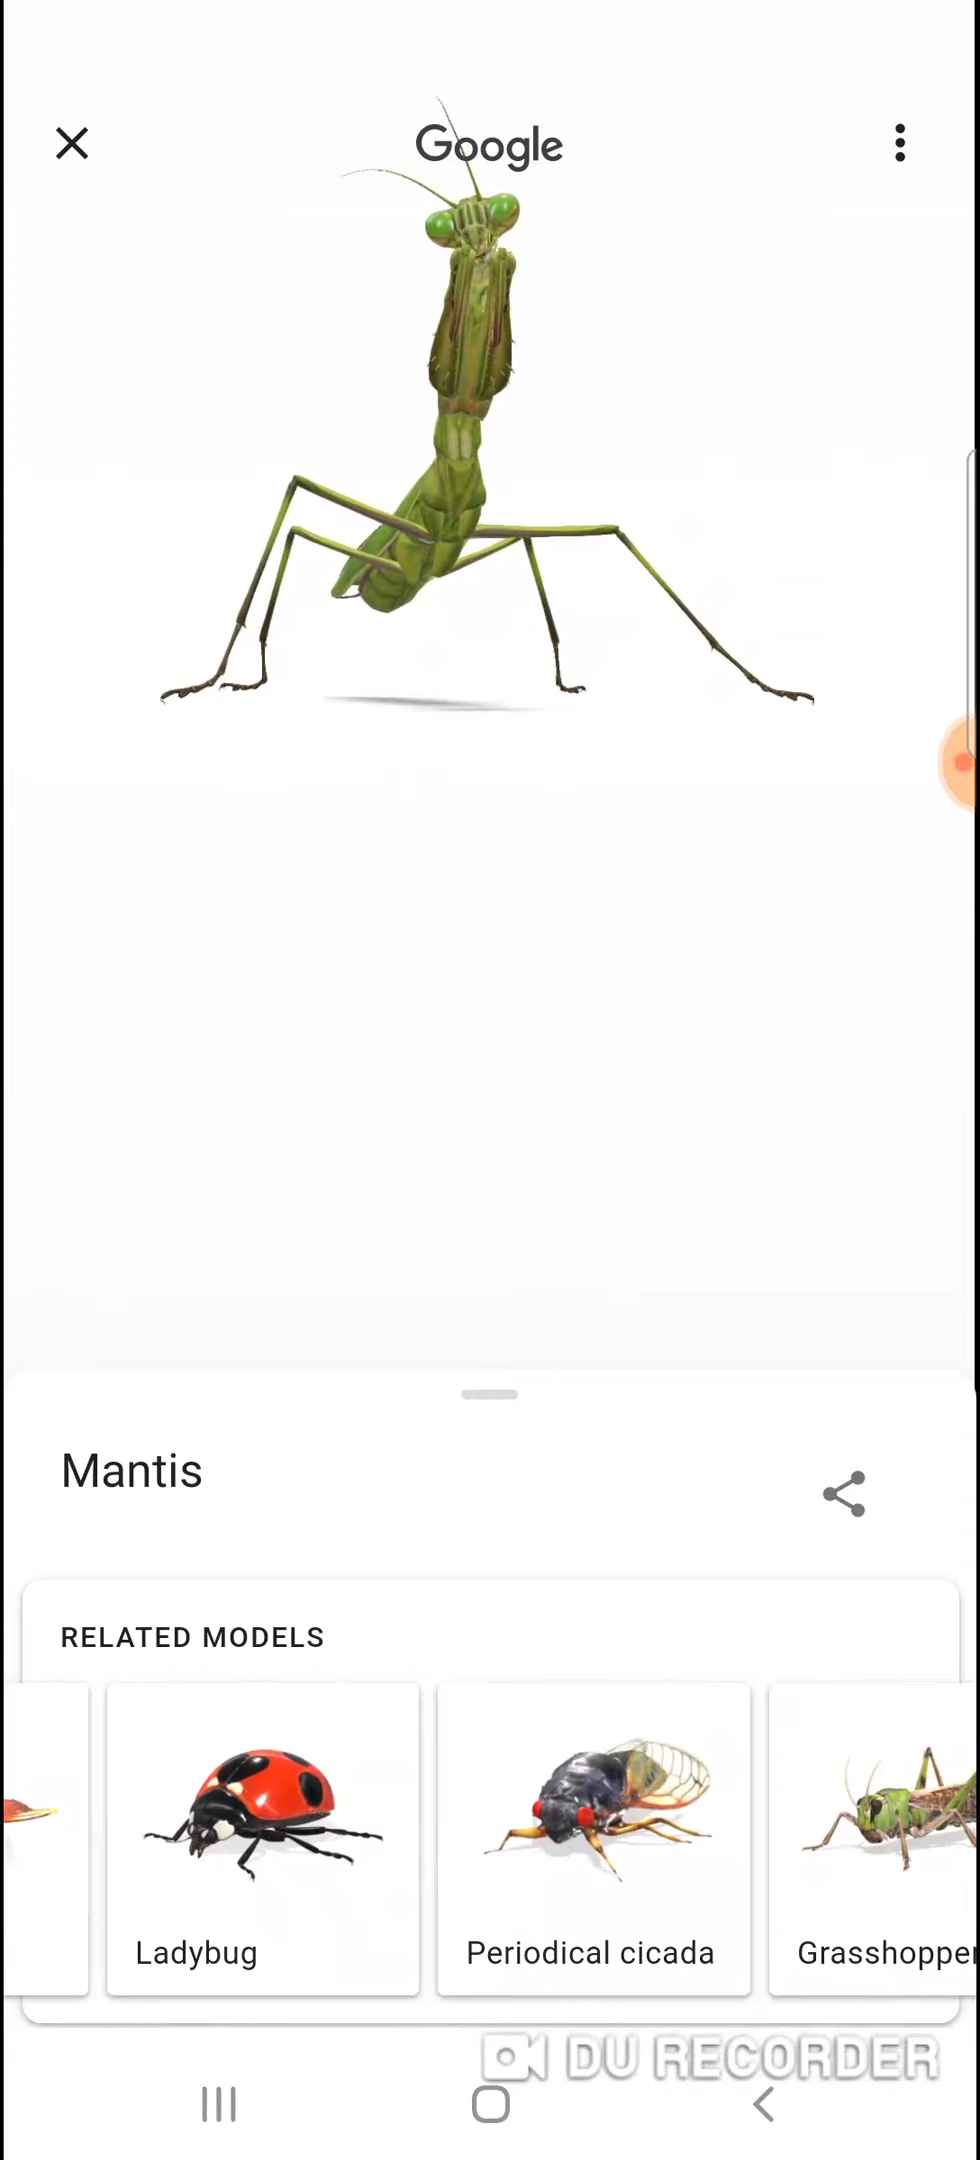 Google
Mantis
RELATED MODELS
Ladybug
Periodical cicada
Grasshopper
DU RECORDER